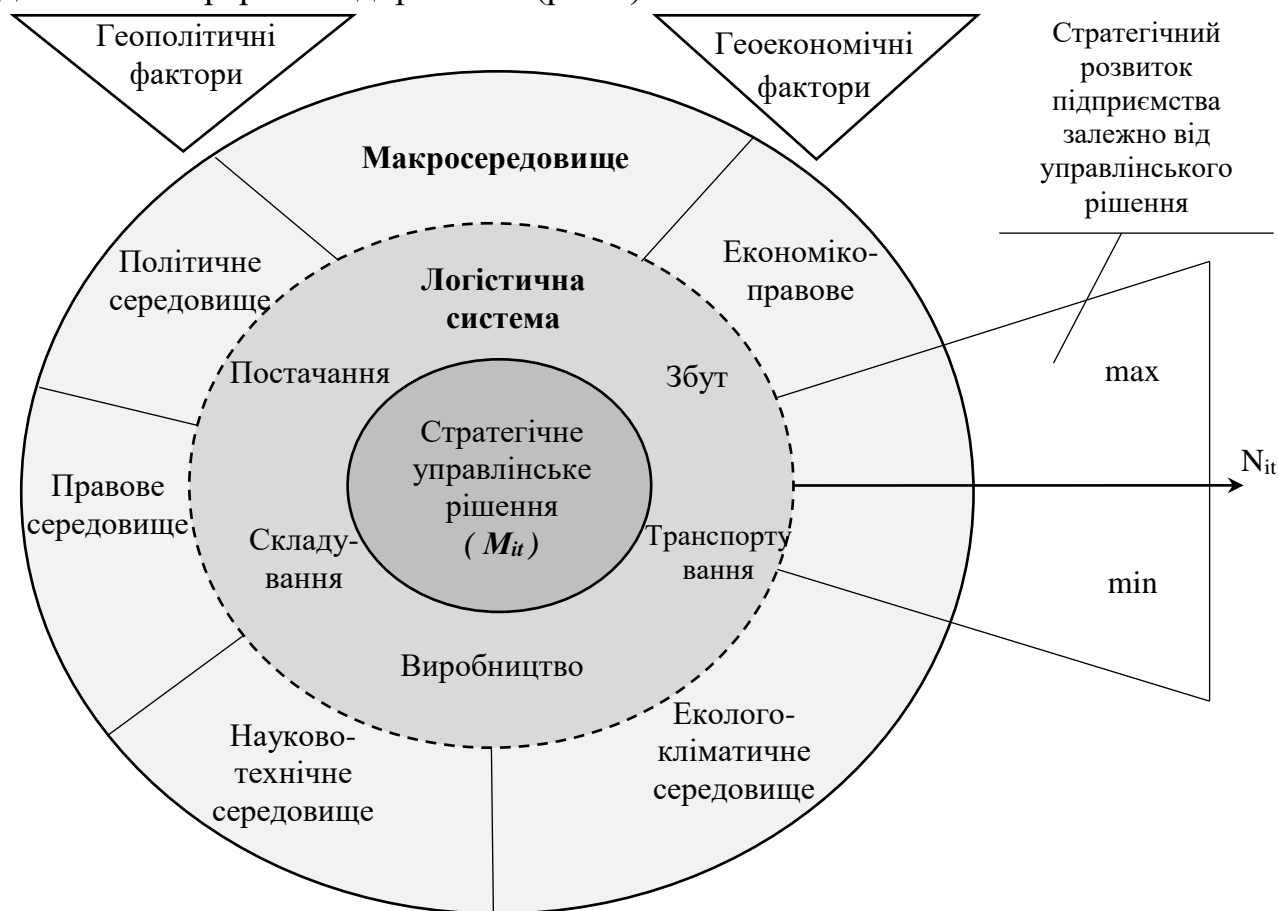 Геополітичні
фактори
Геоекономічні
фактори
Стратегічний
розвиток
підприємства
залежно від
управлінського
рішення
Макросередовище
Політичне
середовище
Економіко-
правове
Логістична
система
Постачання
Збут
max
Стратегічне
управлінське
рішення
( Mit )
Nit
Правове
середовище
Складу-
вання
Транспорту
вання
min
Виробництво
Науково-
технічне
середовище
Еколого-
кліматичне
середовище